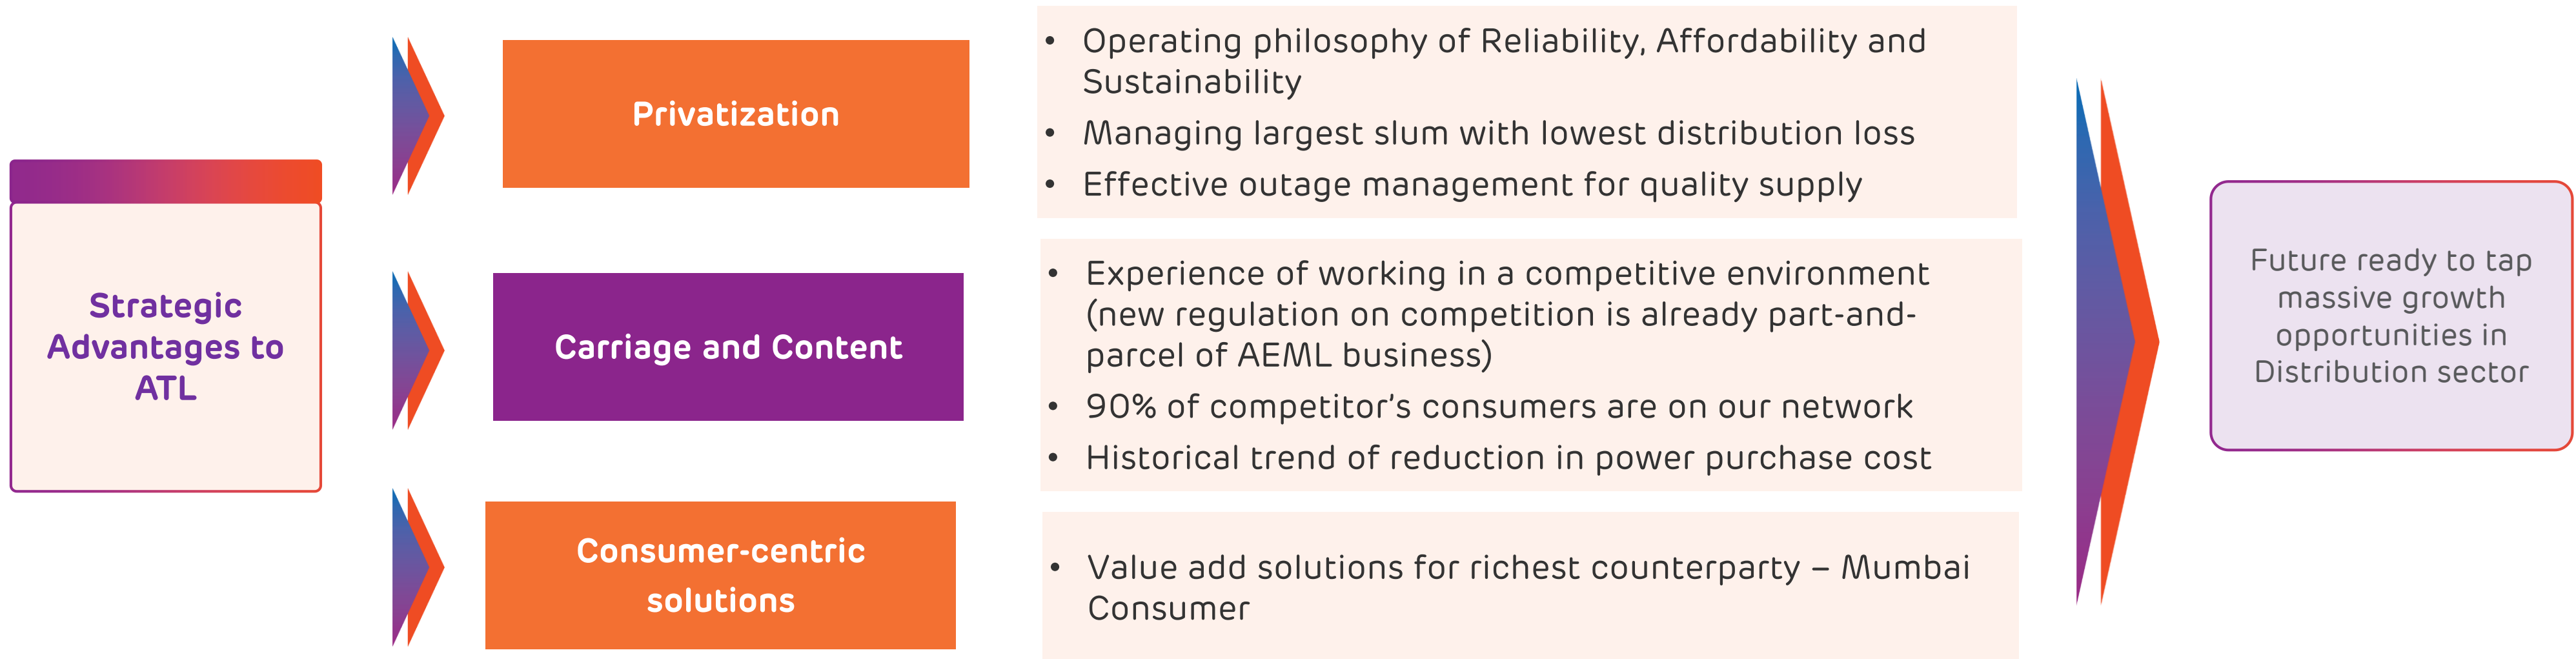 Strategic
Advantages to
ATL
Privatization
• Operating philosophy of Reliability, Affordability and
Sustainability
• Managing largest slum with lowest distribution loss
• Effective outage management for quality supply
Carriage and Content
• Experience of working in a competitive environment
(new regulation on competition is already part-and-
parcel of AEML business)
• 90% of competitor’s consumers are on our network
• Historical trend of reduction in power purchase cost
Consumer-centric
solutions
• Value add solutions for richest counterparty – Mumbai
Consumer
Future ready to tap
massive growth
opportunities in
Distribution sector